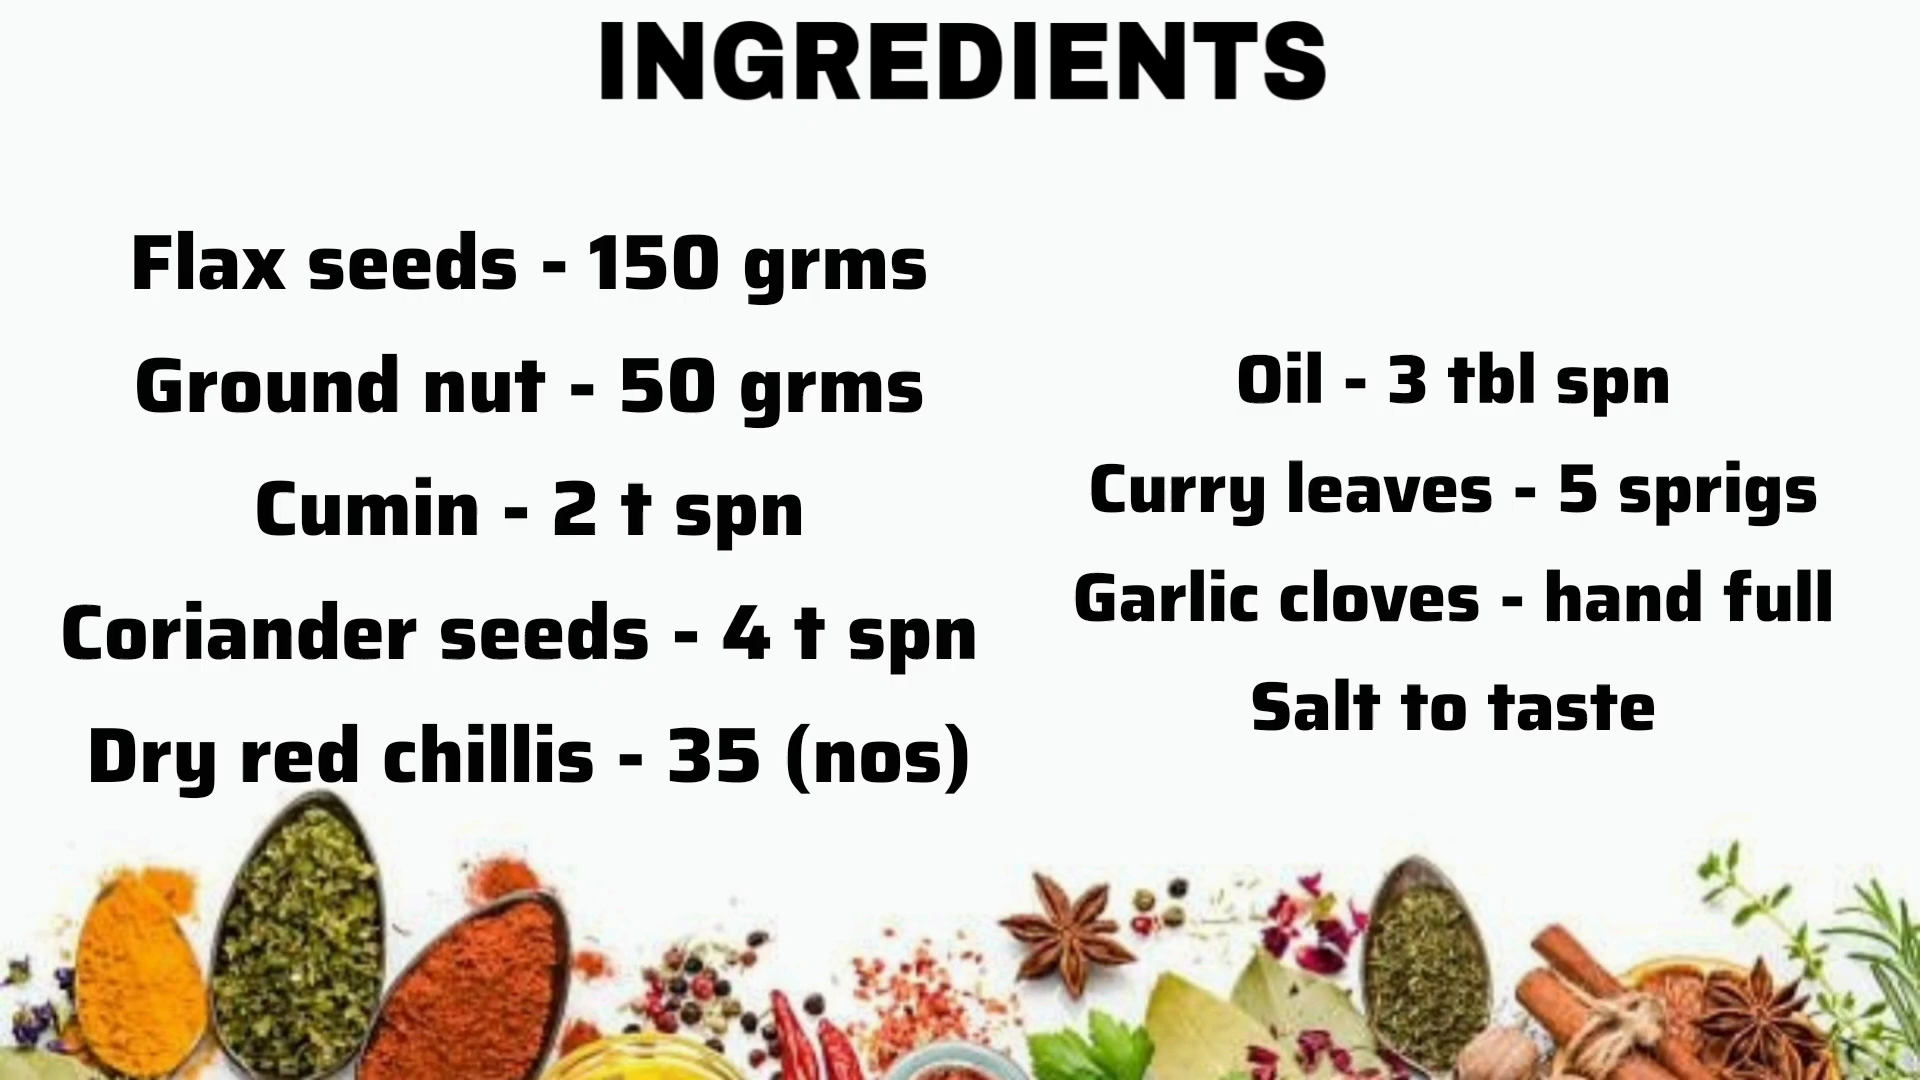 INGREDIENTS
Flax seeds - 150 grms
Ground nut - 50 grms
Cumin - 2 t spn
Coriander seeds - 4 t spn
Dry red chillis - 35 (nos)
Oil - 3 tbl spn
Curry leaves - 5 sprigs
Garlic cloves - hand full
Salt to taste